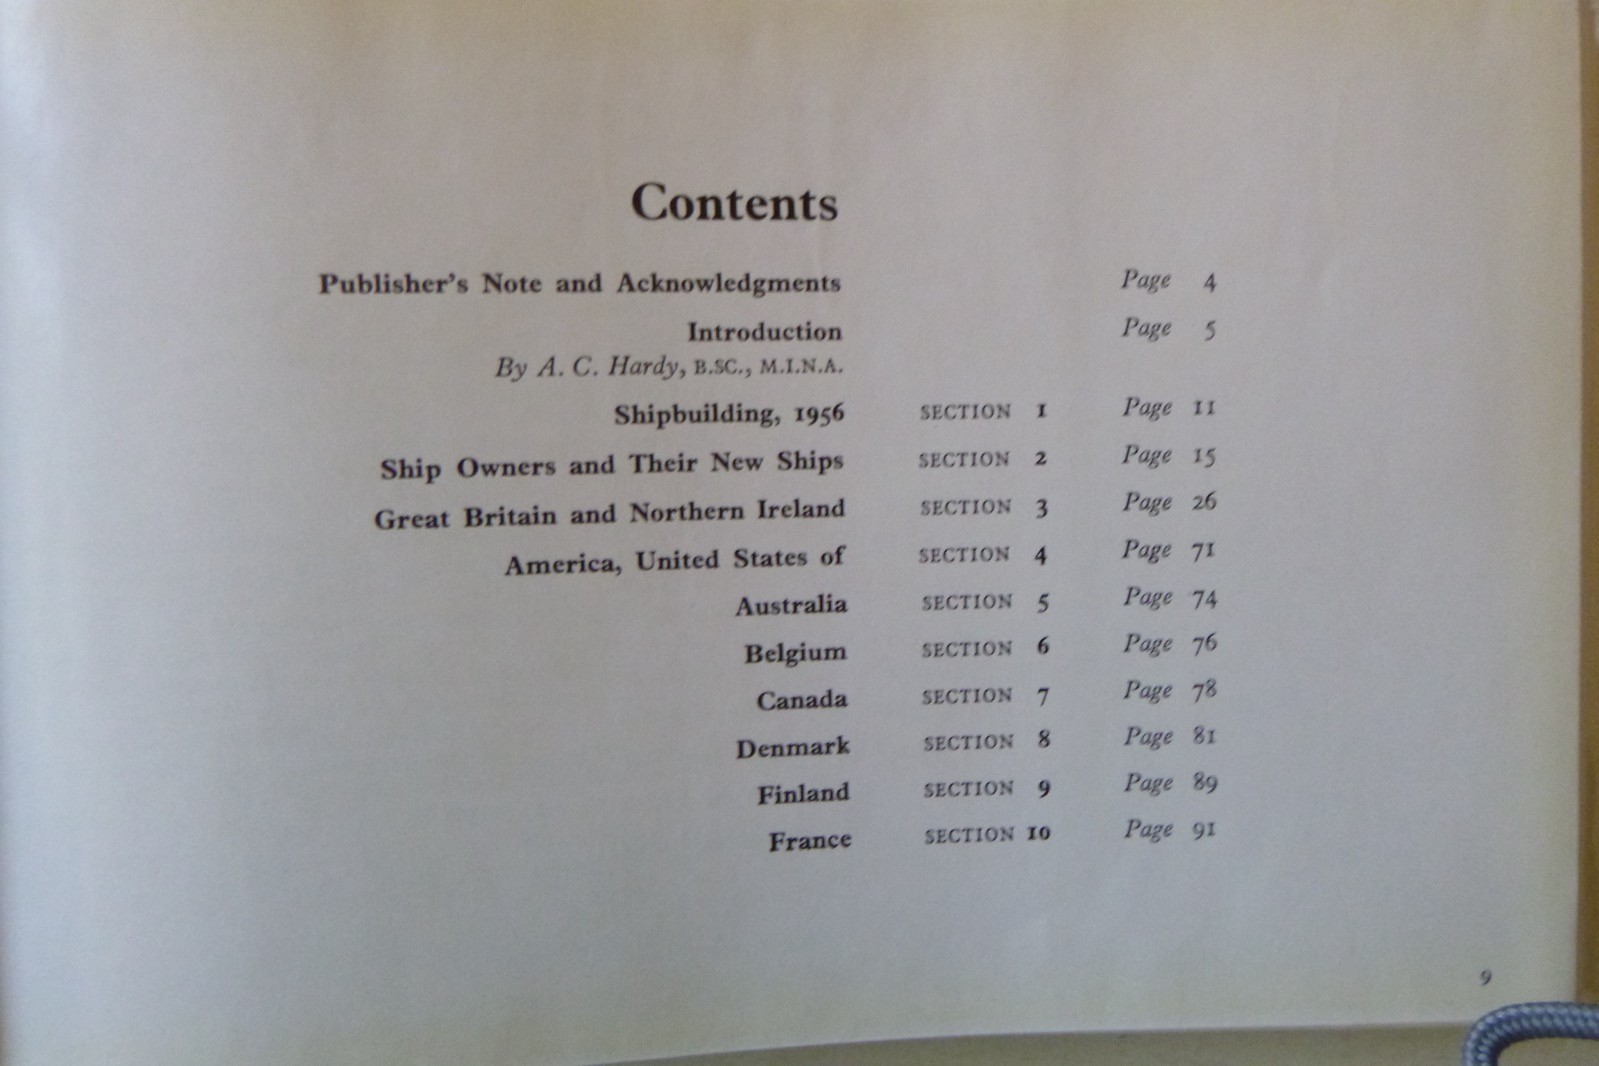 Contents
Publisher's Note and Acknowledgments Page 4
Introduction Page 5
By A. C. Hardy, B.SC., M.I.N.A.
Shipbuilding, 1956 SECTION 1 Page 11
Ship Owners and Their New Ships SECTION 2 Page 15
Great Britain and Northern Ireland SECTION 3 Page 26
America, United States of SECTION 4 Page 71
Australia SECTION 5 Page 74
Belgium SECTION 6 Page 76
Canada SECTION 7 Page 78
Denmark SECTION 8 Page 81
Finland SECTION 9 Page 89
France SECTION 10 Page 91
9